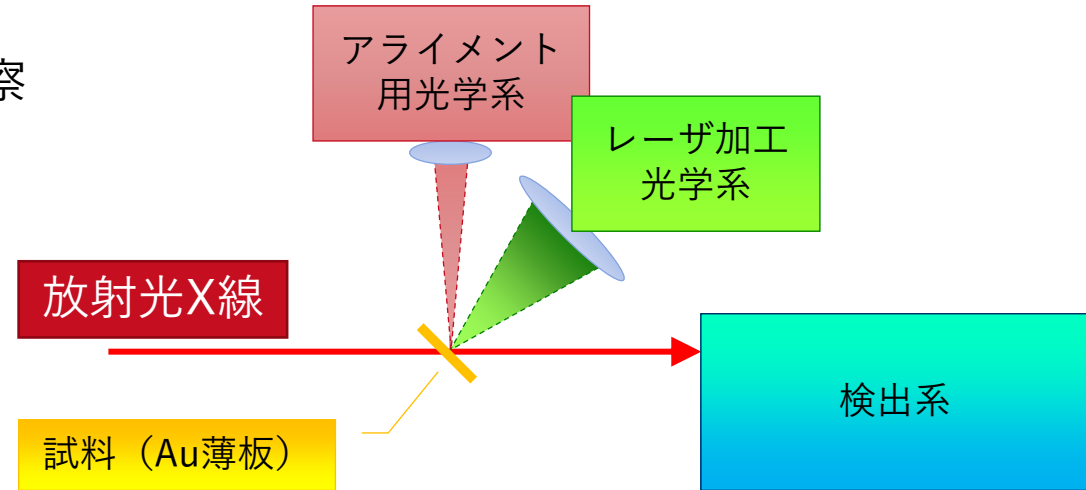 察
アライメント
用光学系
レーザ加工
光学系
放射光X線
検出系
試料（Au薄板）